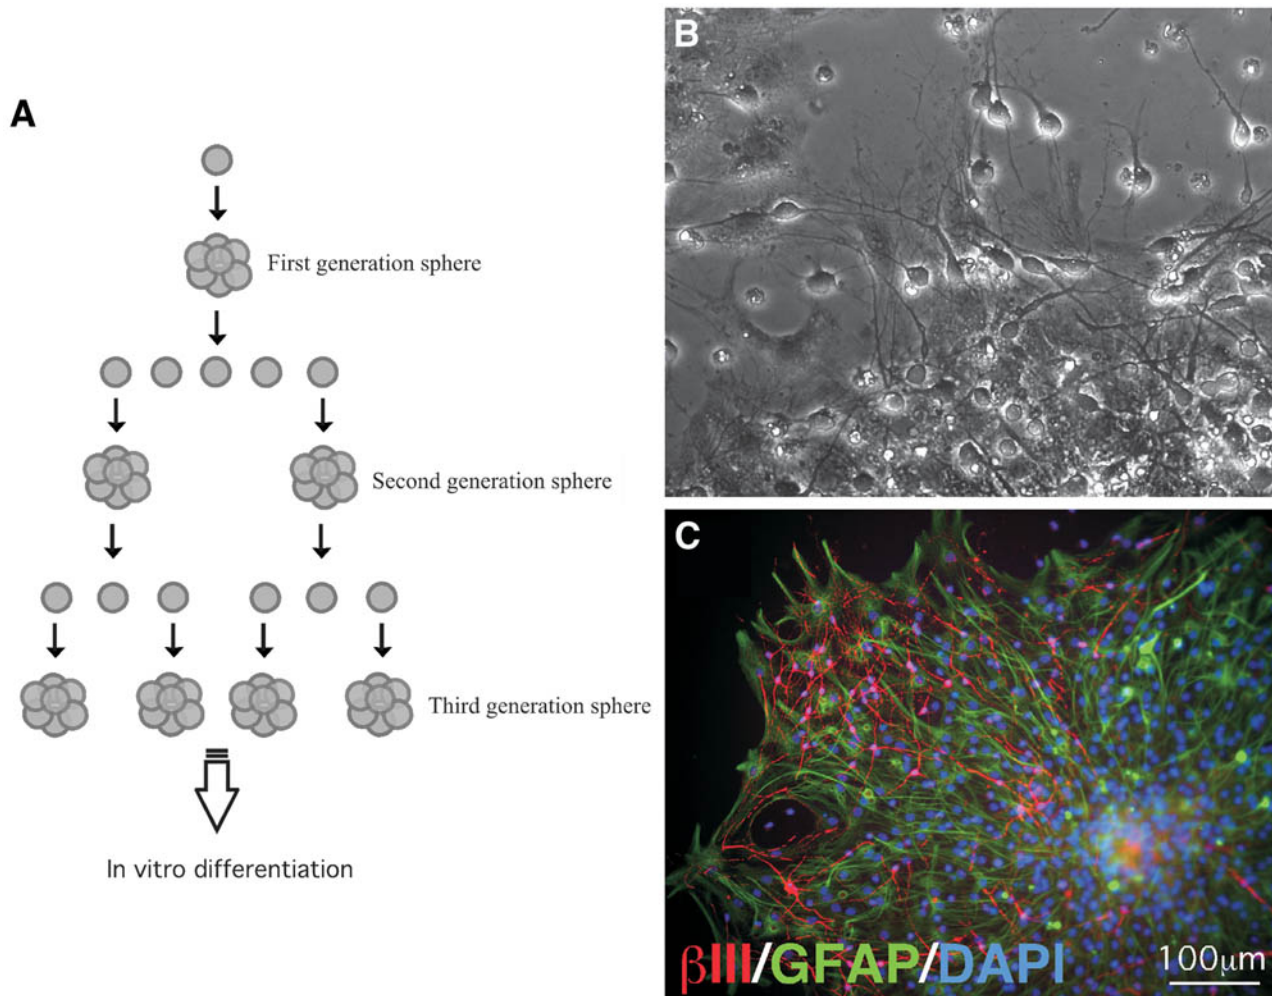 A
First generation sphere
Second generation sphere
Third generation sphere
In vitro differentiation
B
C
βIII/GFAP/DAPI
100μm